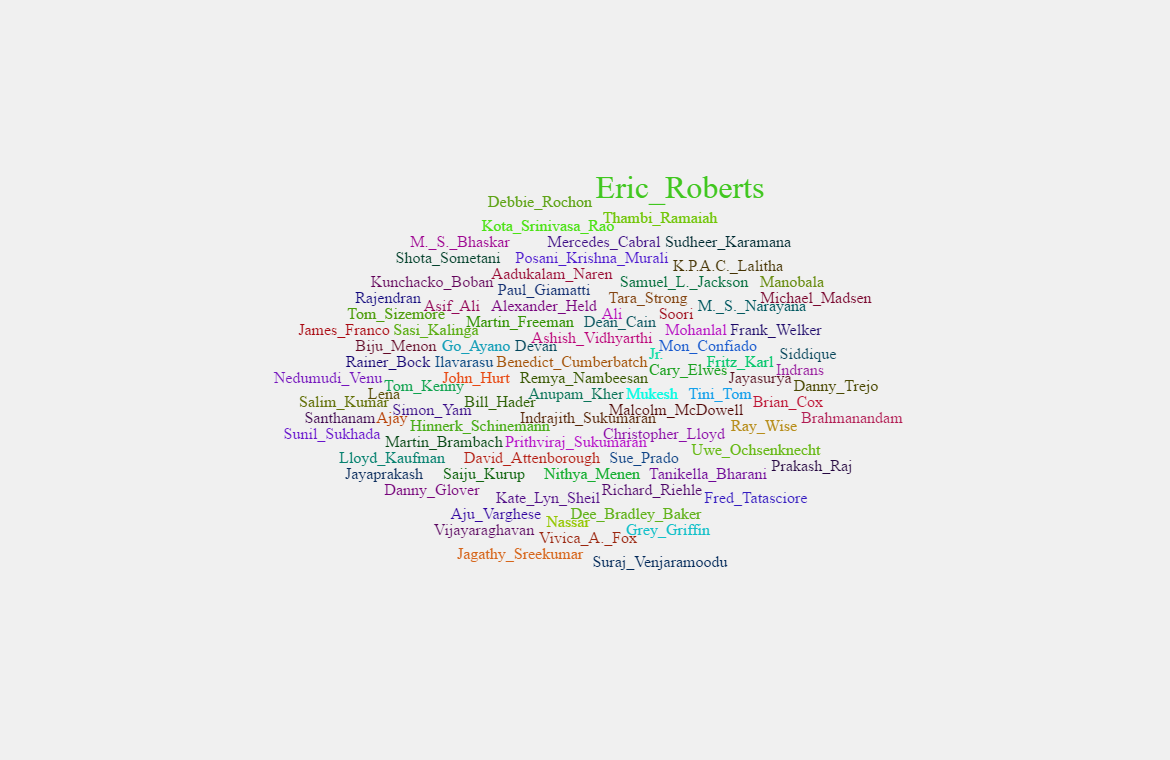 Eric_Roberts
Debbie_Rochon
Thambi_Ramaiah
Kota_Srinivasa_Rao
M._S._Bhaskar Mercedes_Cabral Sudheer_Karamana
Shota_Sometani Posani_Krishna_Murali
K.P.A.C._Lalitha
Aadukalam_Naren
Kunchacko_Boban Samuel_L._Jackson Manobala
Paul_Giamatti
Rajendran Tara_Strong Michael_Madsen
Asif_Ali Alexander_Held M._S._Narayana
Tom_Sizemore Ali Soori
Martin_Freeman Dean_Cain
James_Franco Sasi_Kalinga Mohanlal Frank_Welker
Ashish_Vidhyarthi
Biju_Menon Go_Ayano Devan Mon_Confiado
Jr. Siddique
Rainer_Bock Ilavarasu Benedict_Cumberbatch Fritz_Karl
Cary_Elwes Indrans
Nedumudi_Venu John_Hurt Remya_Nambeesan Jayasurya
Tom_Kenny Danny_Trejo
Lena Anupam_Kher Mukesh Tini_Tom
Salim_Kumar Bill_Hader Brian_Cox
Simon_Yam Malcolm_McDowell
Santhanam Ajay Indrajith_Sukumaran Brahmanandam
Hinnerk_Schinemann Ray_Wise
Sunil_Sukhada Christopher_Lloyd
Martin_Brambach Prithviraj_Sukumaran
Uwe_Ochsenknecht
Lloyd_Kaufman David_Attenborough Sue_Prado
Prakash_Raj
Jayaprakash Saiju_Kurup Nithya_Menen Tanikella_Bharani
Danny_Glover Richard_Riehle
Kate_Lyn_Sheil Fred_Tatasciore
Aju_Varghese Dee_Bradley_Baker
Nassar
Vijayaraghavan Grey_Griffin
Vivica_A._Fox
Jagathy_Sreekumar
Suraj_Venjaramoodu